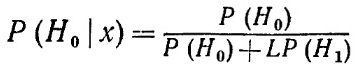 P (H₀ | x) = P (H₀) / P (H₀) + LP (H₁)